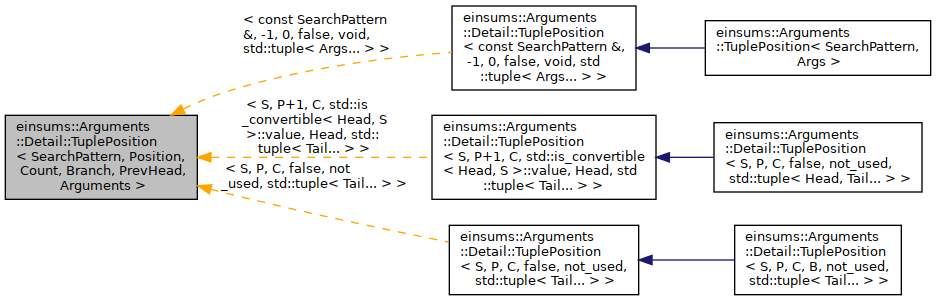 einsums::Arguments
::Detail::TuplePosition
< SearchPattern, Position,
Count, Branch, PrevHead,
Arguments >
< const SearchPattern
&, -1, 0, false, void,
std::tuple< Args... > >
< S, P+1, C, std::is
_convertible< Head, S
>::value, Head, std::
tuple< Tail... > >
< S, P, C, false, not
_used, std::tuple< Tail... > >
einsums::Arguments
::Detail::TuplePosition
< const SearchPattern &,
-1, 0, false, void, std
::tuple< Args... > >
einsums::Arguments
::Detail::TuplePosition
< S, P+1, C, std::is_convertible
< Head, S >::value, Head, std
::tuple< Tail... > >
einsums::Arguments
::Detail::TuplePosition
< S, P, C, false, not_used,
std::tuple< Tail... > >
einsums::Arguments
::TuplePosition< SearchPattern,
Args >
einsums::Arguments
::Detail::TuplePosition
< S, P, C, false, not_used,
std::tuple< Head, Tail... > >
einsums::Arguments
::Detail::TuplePosition
< S, P, C, B, not_used,
std::tuple< Tail... > >